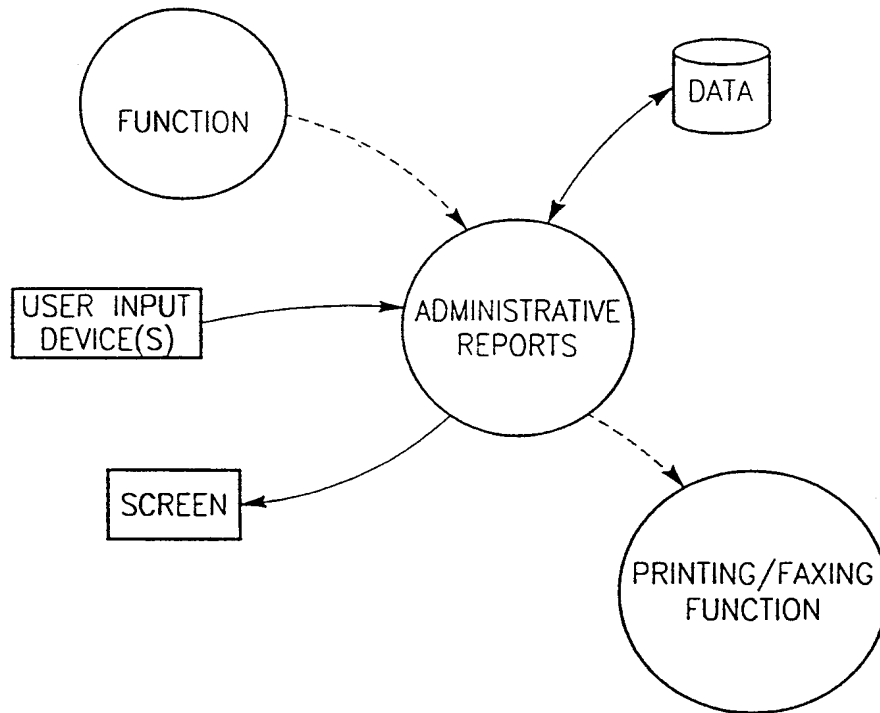 FUNCTION
DATA
USER INPUT
DEVICE(S)
ADMINISTRATIVE
REPORTS
SCREEN
PRINTING/FAXING
FUNCTION